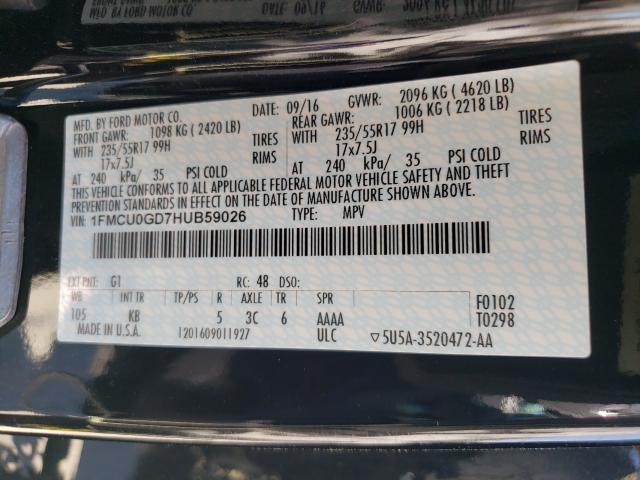 MFD. BY FORD MOTOR CO.
DATE: 09/16 GVWR: 2096 KG ( 4620 LB)
FRONT GAWR: 1098 KG ( 2420 LB) REAR GAWR: 1006 KG ( 2218 LB)
WITH 235/55R17 99H TIRES WITH 235/55R17 99H TIRES
17x7.5J RIMS 17x7.5J RIMS
AT 240 kPa/ 35 PSI COLD AT 240 kPa/ 35 PSI COLD
THIS VEHICLE CONFORMS TO ALL APPLICABLE FEDERAL MOTOR VEHICLE SAFETY AND THEFT
PREVENTION STANDARDS IN EFFECT ON THE DATE OF MANUFACTURE SHOWN ABOVE.
VIN: 1FMCU0GD7HUB59026 TYPE: MPV
EXT PNT: G1 RC: 48 DSO:
WB INT TR TP/PS R AXLE TR SPR F0102
105 KB 5 3C 6 AAAA T0298
MADE IN U.S.A. 1201609011927 ULC ▽5U5A-3520472-AA